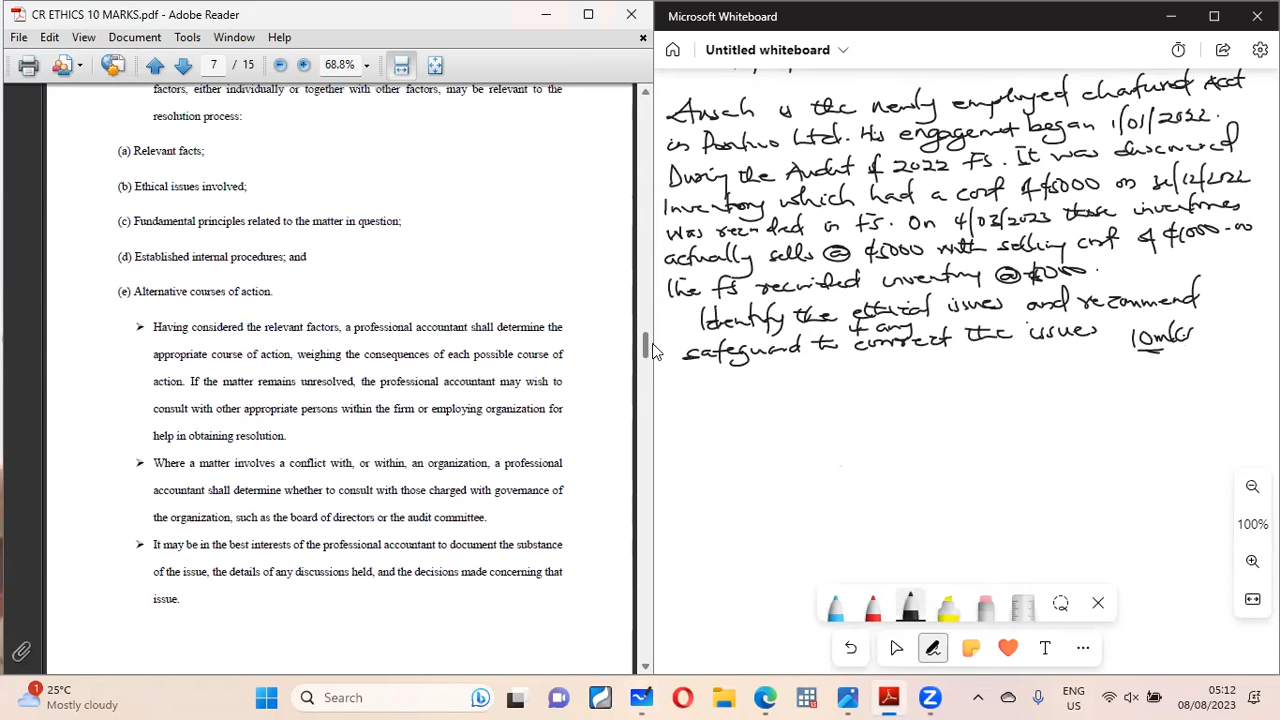 CR ETHICS 10 MARKS.pdf - Adobe Reader
File Edit View Document Tools Window Help
7 / 15 68.8%
factors, either individually or together with other factors, may be relevant to the
resolution process:
(a) Relevant facts;
(b) Ethical issues involved;
(c) Fundamental principles related to the matter in question;
(d) Established internal procedures; and
(e) Alternative courses of action.
Having considered the relevant factors, a professional accountant shall determine the
appropriate course of action, weighing the consequences of each possible course of
action. If the matter remains unresolved, the professional accountant may wish to
consult with other appropriate persons within the firm or employing organization for
help in obtaining resolution.
Where a matter involves a conflict with, or within, an organization, a professional
accountant shall determine whether to consult with those charged with governance of
the organization, such as the board of directors or the audit committee.
It may be in the best interests of the professional accountant to document the substance
of the issue, the details of any discussions held, and the decisions made concerning that
issue.
Microsoft Whiteboard
Untitled whiteboard
is the newly employed chartured Acct
in Ltd. His engagement began 1/01/2022.
During the Audit of 2022 FS. It was discovered
Inventory which had a cost of on 31/12/2022
was recorded in FS. On 4/03/2023 those inventories
actually sells @ ¢5000 with selling cost of ¢1000.00
The FS recorded inventory @
Identify the ethical issues and recommend
safeguard if any to correct the issues 10mks
100%
25°C
Mostly cloudy
1
Search
ENG
US
05:12
08/08/2023